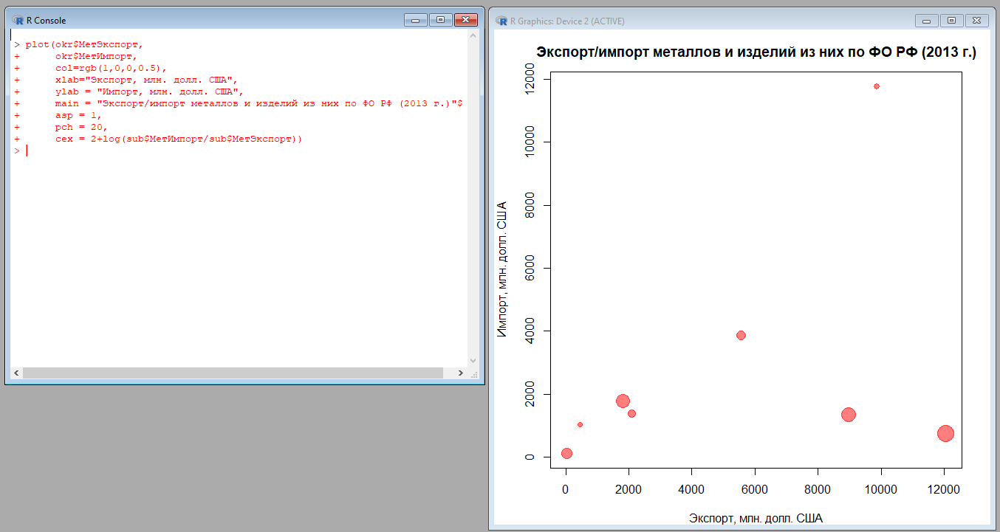 R Console
> plot(okr$МетЭкспорт,
+ okr$МетИмпорт,
+ col=rgb(1,0,0,0.5),
+ xlab="Экспорт, млн. долл. США",
+ ylab = "Импорт, млн. долл. США",
+ main = "Экспорт/импорт металлов и изделий из них по ФО РФ (2013 г.)"$
+ asp = 1,
+ pch = 20,
+ cex = 2+log(sub$МетИмпорт/sub$МетЭкспорт))
>
R Graphics: Device 2 (ACTIVE)
Экспорт/импорт металлов и изделий из них по ФО РФ (2013 г.)
Импорт, млн. долл. США
12000
10000
8000
6000
4000
2000
0
0 2000 4000 6000 8000 10000 12000
Экспорт, млн. долл. США